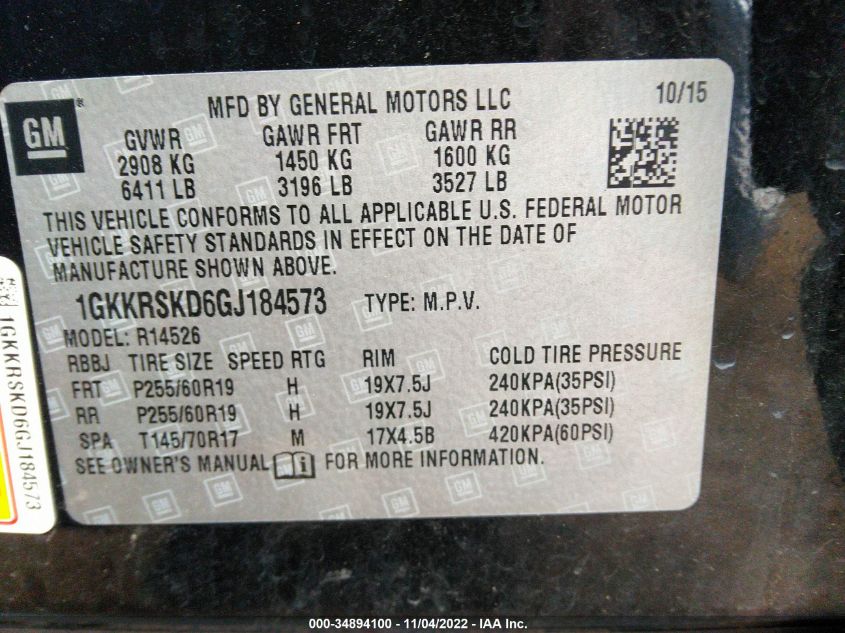 GM
®
MFD BY GENERAL MOTORS LLC
10/15
GVWR GAWR FRT GAWR RR
2908 KG 1450 KG 1600 KG
6411 LB 3196 LB 3527 LB
THIS VEHICLE CONFORMS TO ALL APPLICABLE U.S. FEDERAL MOTOR
VEHICLE SAFETY STANDARDS IN EFFECT ON THE DATE OF
MANUFACTURE SHOWN ABOVE.
1GKKRSKD6GJ184573 TYPE: M.P.V.
MODEL: R14526
RBBJ TIRE SIZE SPEED RTG RIM COLD TIRE PRESSURE
FRT P255/60R19 H 19X7.5J 240KPA(35PSI)
RR P255/60R19 H 19X7.5J 240KPA(35PSI)
SPA T145/70R17 M 17X4.5B 420KPA(60PSI)
SEE OWNER'S MANUAL i FOR MORE INFORMATION.
1GKKRSKD6GJ184573
000-34894100 - 11/04/2022 - IAA Inc.